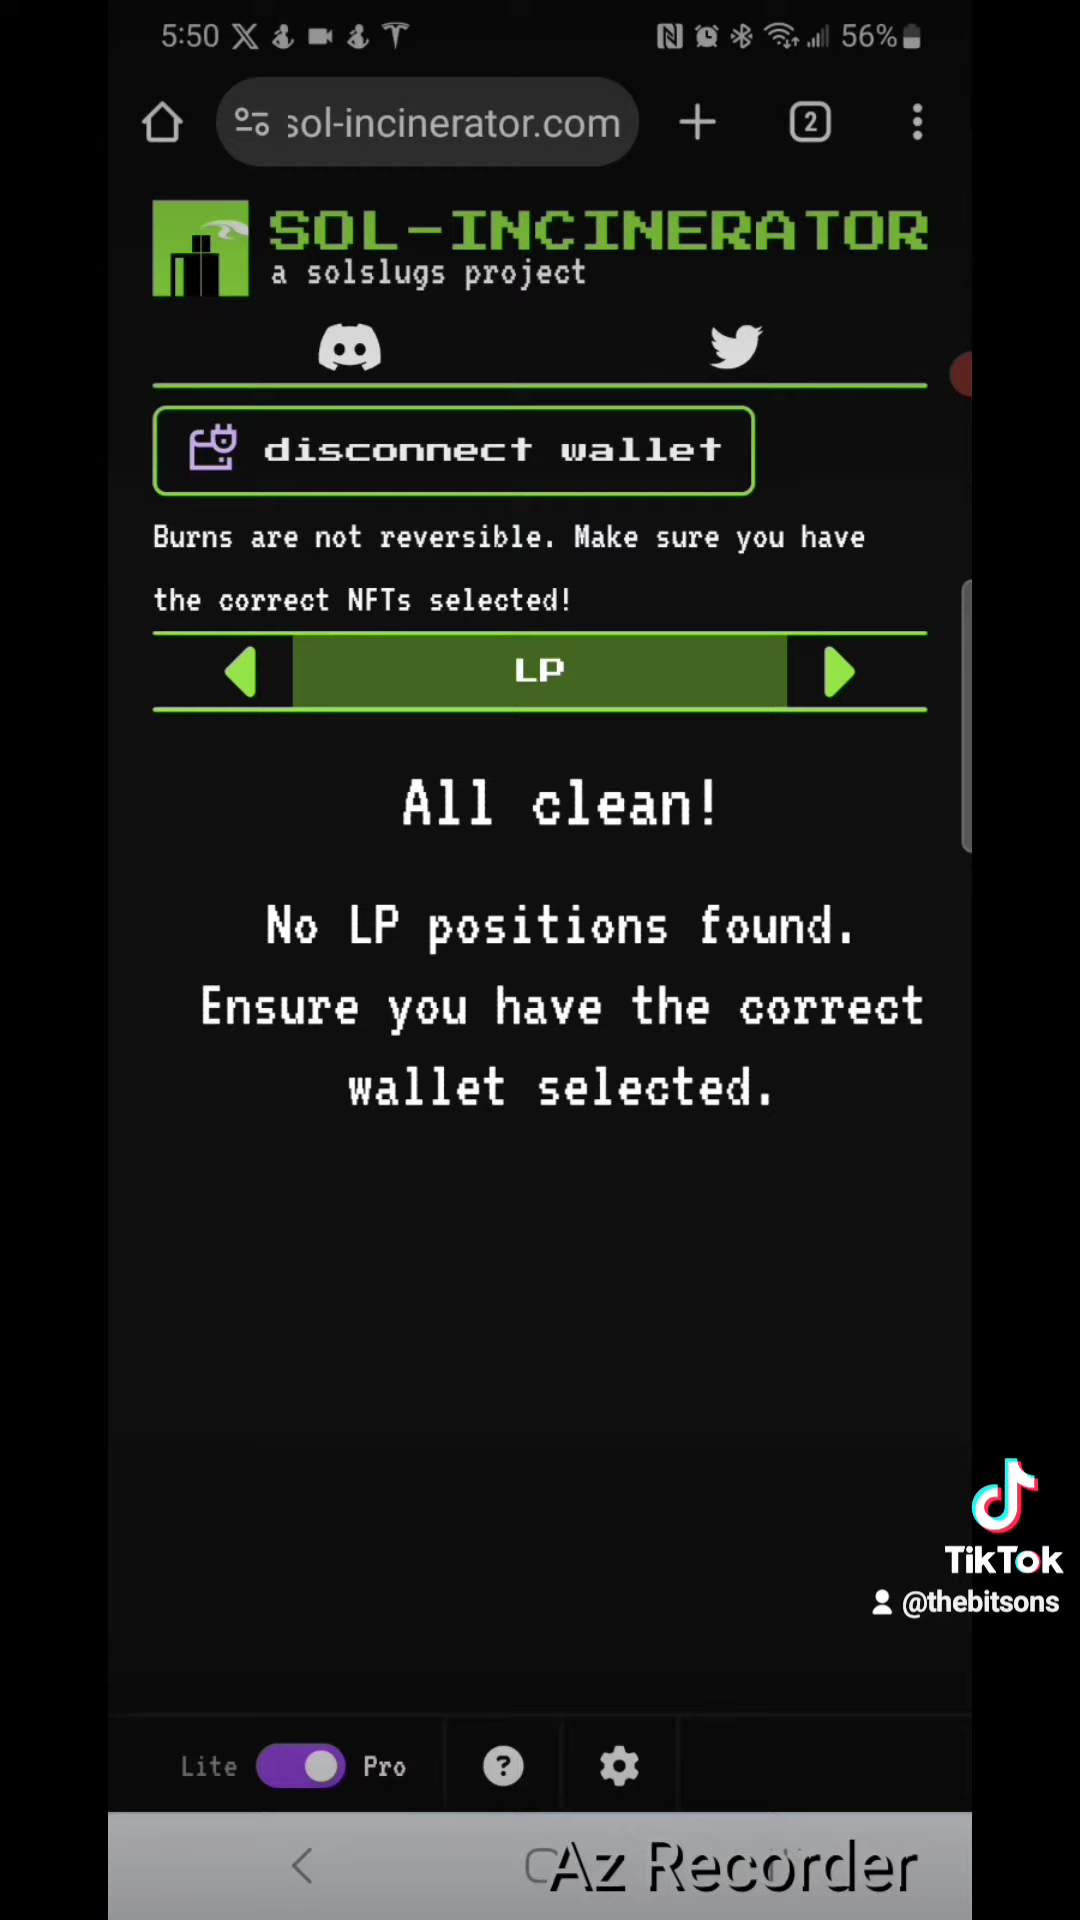 5:50
56%
sol-incinerator.com
2
SOL-INCINERATOR
a solslugs project
disconnect wallet
Burns are not reversible. Make sure you have
the correct NFTs selected!
LP
All clean!
No LP positions found.
Ensure you have the correct
wallet selected.
TikTok
@thebitsons
Lite
Pro
?
Az Recorder